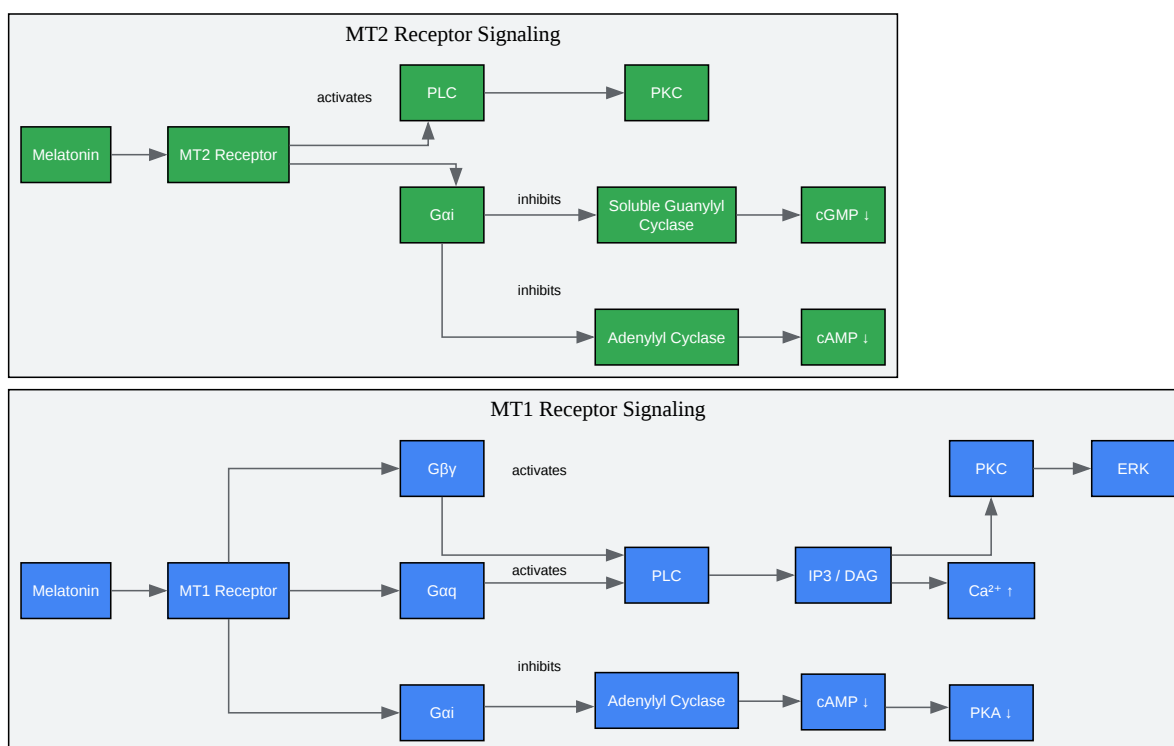 MT2 Receptor Signaling
activates
PLC
PKC
Melatonin
MT2 Receptor
Gαi
inhibits
Soluble Guanylyl
Cyclase
cGMP ↓
inhibits
Adenylyl Cyclase
cAMP ↓
MT1 Receptor Signaling
Gβγ
activates
PKC
ERK
Melatonin
MT1 Receptor
Gαq
activates
PLC
IP3 / DAG
Ca²⁺ ↑
Gαi
inhibits
Adenylyl Cyclase
cAMP ↓
PKA ↓